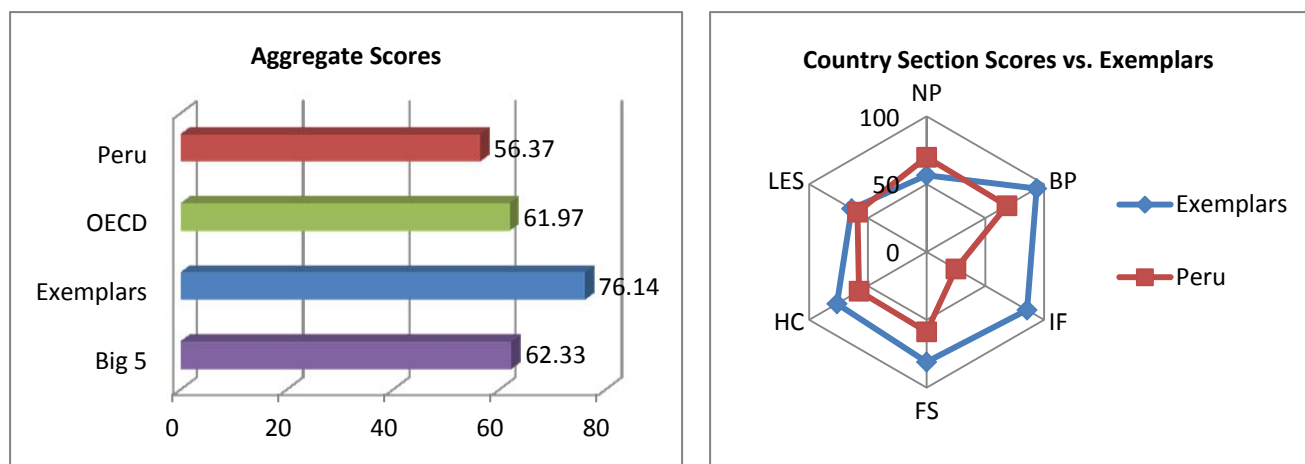 Aggregate Scores
Peru
56.37
OECD
61.97
Exemplars
76.14
Big 5
62.33
0 20 40 60 80
Country Section Scores vs. Exemplars
NP
100
LES
50
BP
0
HC
IF
FS
Exemplars
Peru